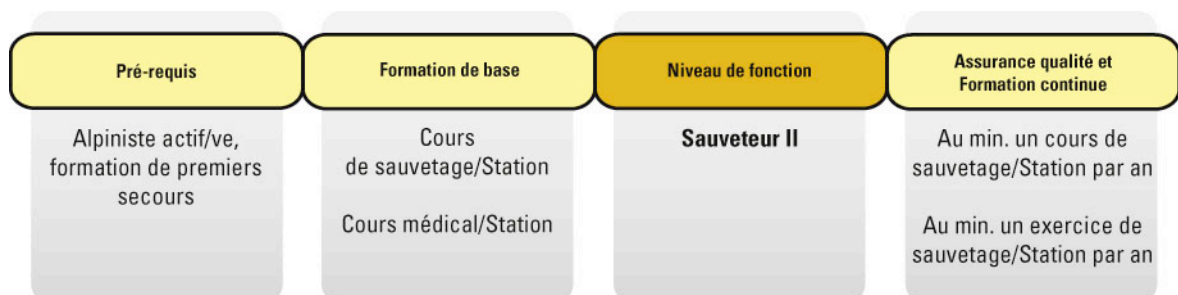 Pré-requis
Alpiniste actif/ve,
formation de premiers
secours
Formation de base
Cours
de sauvetage/Station
Cours médical/Station
Niveau de fonction
Sauveteur II
Assurance qualité et
Formation continue
Au min. un cours de
sauvetage/Station par an
Au min. un exercice de
sauvetage/Station par an